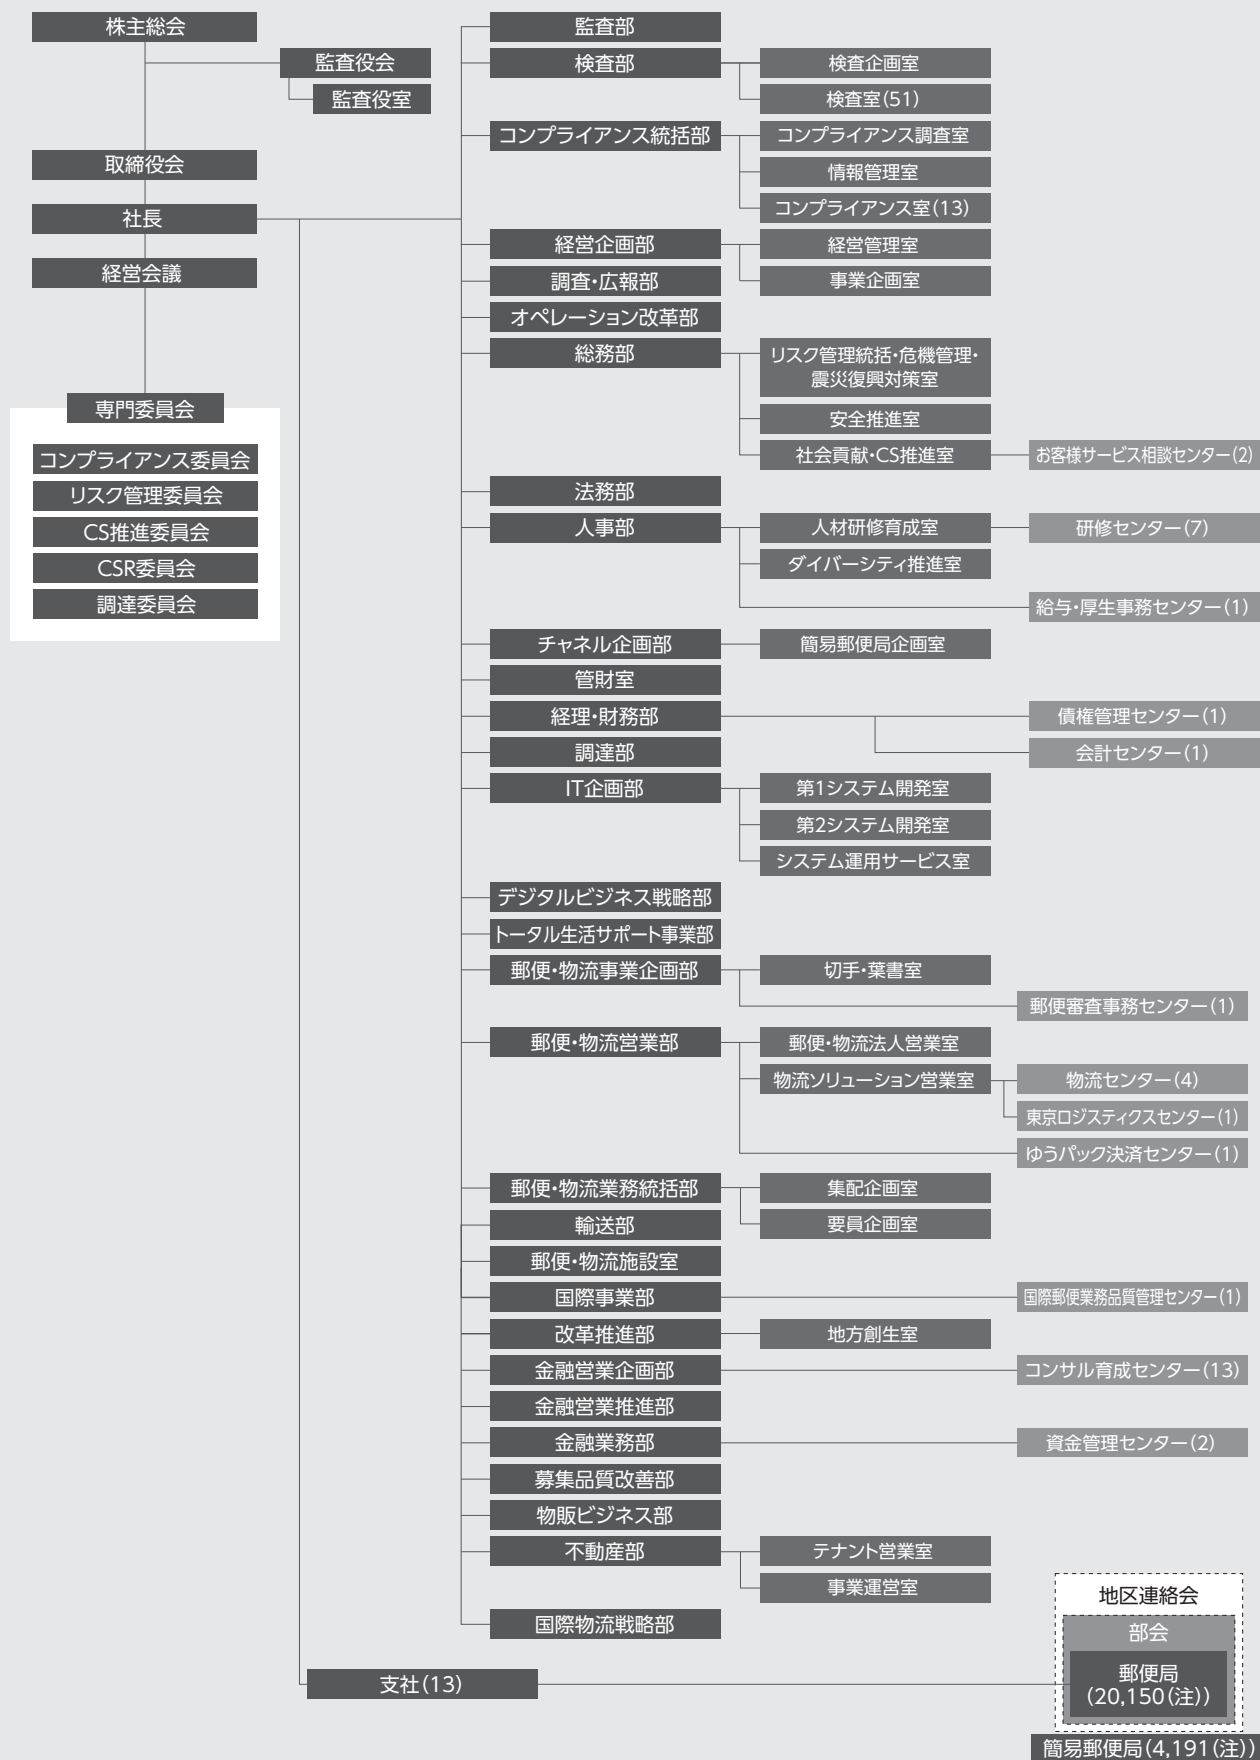 株主総会
監査役会
監査役室
取締役会
社長
経営会議
専門委員会
コンプライアンス委員会
リスク管理委員会
CS推進委員会
CSR委員会
調達委員会
監査部
検査部
検査企画室
検査室(51)
コンプライアンス統括部
コンプライアンス調査室
情報管理室
コンプライアンス室(13)
経営企画部
経営管理室
事業企画室
調査・広報部
オペレーション改革部
総務部
リスク管理統括・危機管理・
震災復興対策室
安全推進室
社会貢献・CS推進室
お客様サービス相談センター(2)
法務部
人事部
人材研修育成室
研修センター(7)
ダイバーシティ推進室
給与・厚生事務センター(1)
チャネル企画部
簡易郵便局企画室
管財室
経理・財務部
債権管理センター(1)
会計センター(1)
調達部
IT企画部
第1システム開発室
第2システム開発室
システム運用サービス室
デジタルビジネス戦略部
トータル生活サポート事業部
郵便・物流事業企画部
切手・葉書室
郵便審査事務センター(1)
郵便・物流営業部
郵便・物流法人営業室
物流ソリューション営業室
物流センター(4)
東京ロジスティクスセンター(1)
ゆうパック決済センター(1)
郵便・物流業務統括部
集配企画室
要員企画室
輸送部
郵便・物流施設室
国際事業部
国際郵便業務品質管理センター(1)
改革推進部
地方創生室
金融営業企画部
コンサル育成センター(13)
金融営業推進部
金融業務部
資金管理センター(2)
募集品質改善部
物販ビジネス部
不動産部
テナント営業室
事業運営室
国際物流戦略部
支社(13)
地区連絡会
部会
郵便局
(20,150(注))
簡易郵便局(4,191(注))